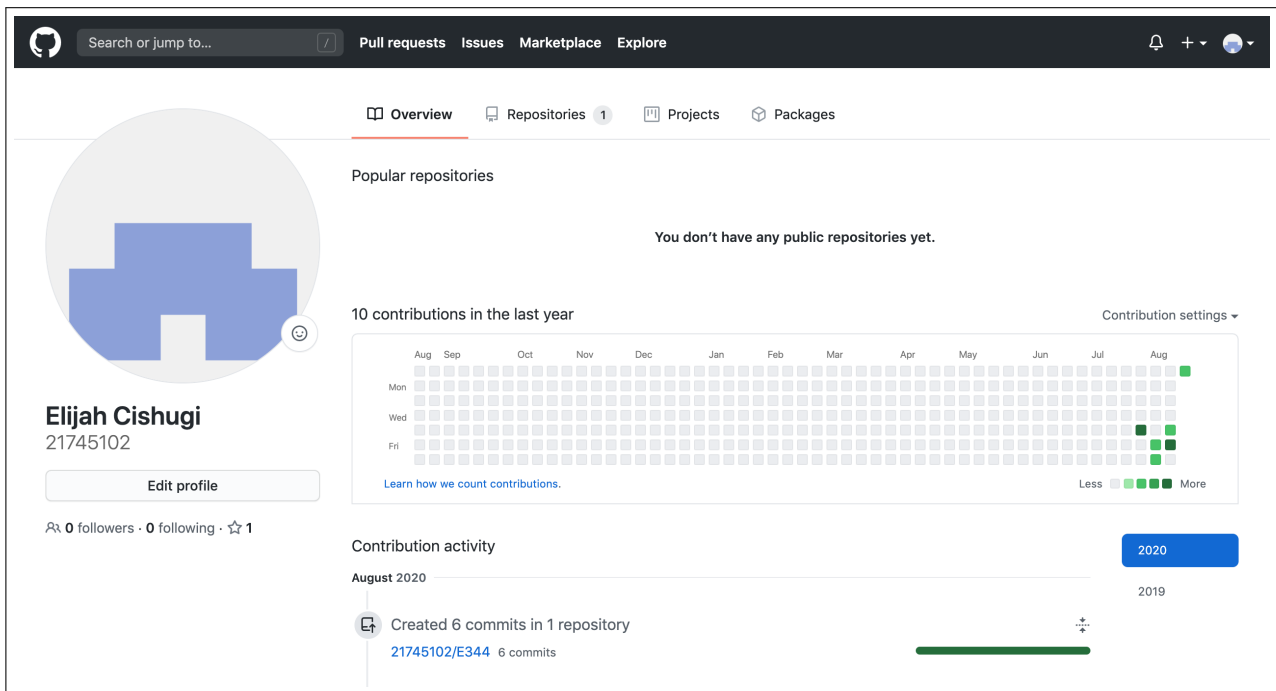 Search or jump to... /
Pull requests Issues Marketplace Explore
Overview Repositories 1 Projects Packages
Popular repositories
You don't have any public repositories yet.
10 contributions in the last year
Contribution settings
Aug Sep Oct Nov Dec Jan Feb Mar Apr May Jun Jul Aug
Mon
Wed
Fri
Learn how we count contributions.
Less More
Elijah Cishugi
21745102
Edit profile
0 followers · 0 following · 1
Contribution activity
2020
2019
August 2020
Created 6 commits in 1 repository
21745102/E344 6 commits